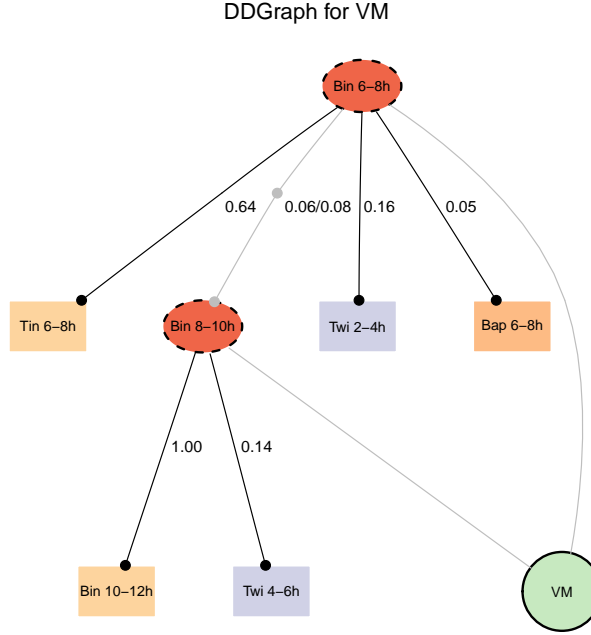 DDGraph for VM
Bin 6–8h
0.64
0.06/0.08
0.16
0.05
Tin 6–8h
Bin 8–10h
Twi 2–4h
Bap 6–8h
1.00
0.14
Bin 10–12h
Twi 4–6h
VM